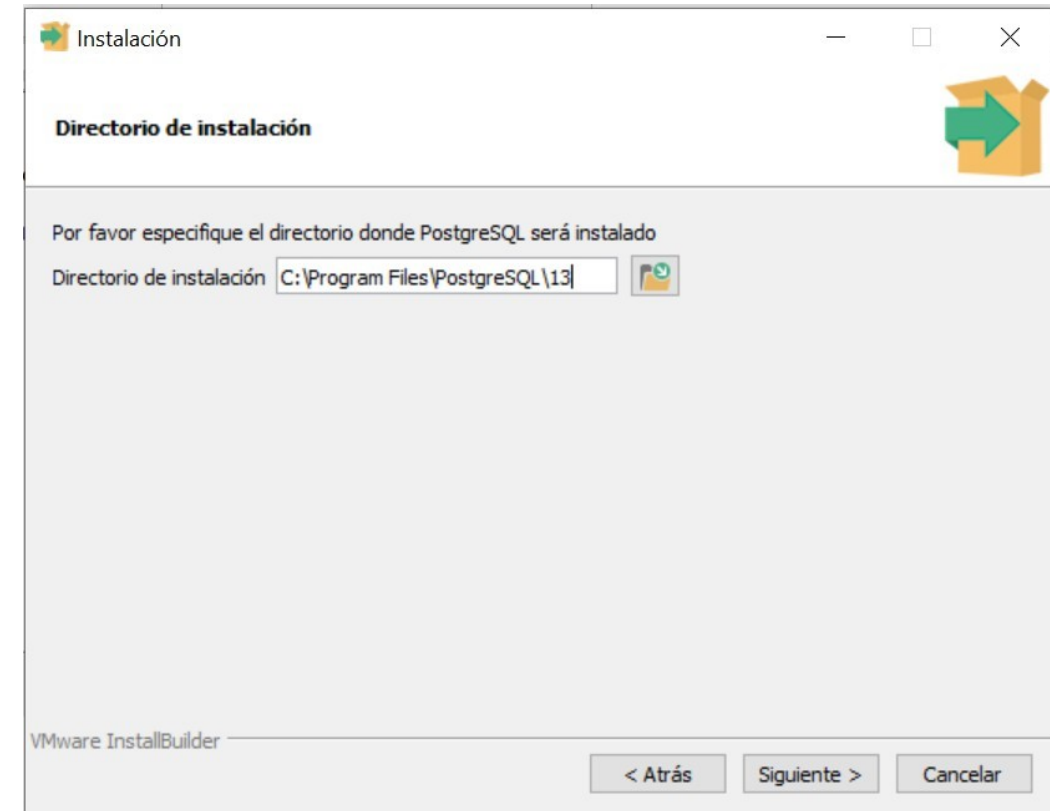 Instalación
Directorio de instalación
Por favor especifique el directorio donde PostgreSQL será instalado
Directorio de instalación C:\Program Files\PostgreSQL\13
VMware InstallBuilder
< Atrás Siguiente > Cancelar